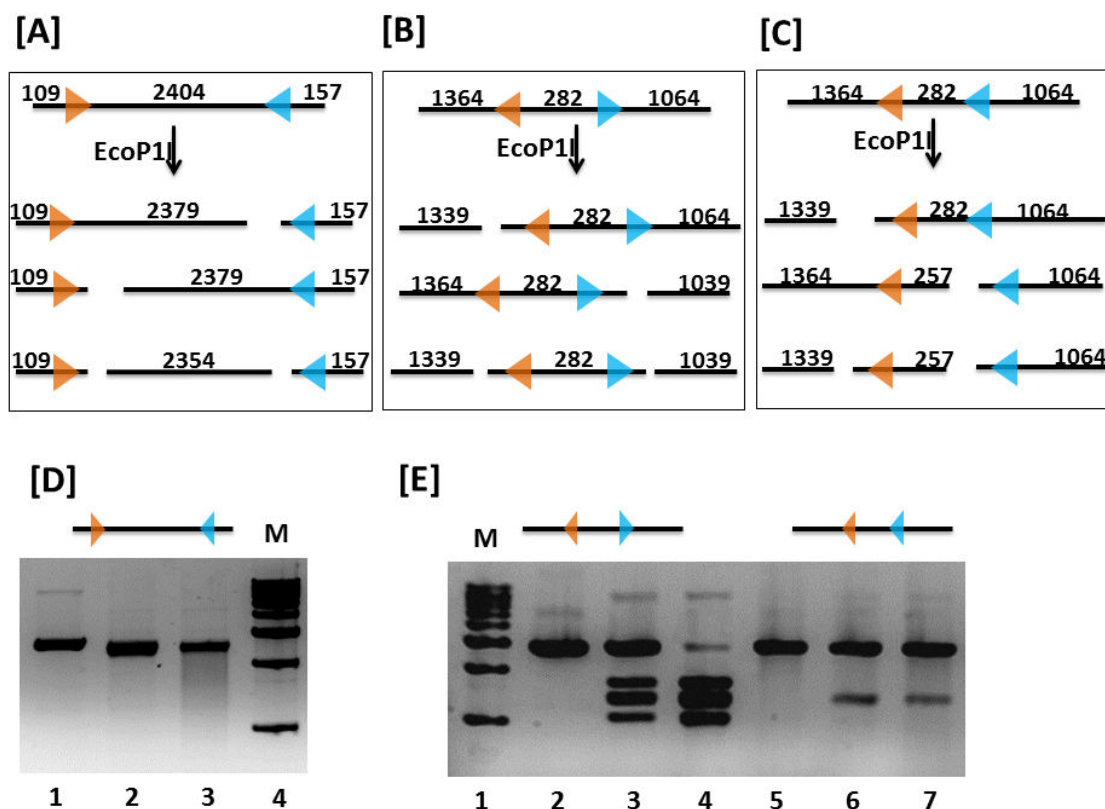 [A]
109 2404 157
EcoP1I
109 2379 157
109 2379 157
109 2354 157
[B]
1364 282 1064
EcoP1I
1339 282 1064
1364 282 1039
1339 282 1039
[C]
1364 282 1064
EcoP1I
1339 282 1064
1364 257 1064
1339 257 1064
[D]
M
1 2 3 4
[E]
M
1 2 3 4 5 6 7